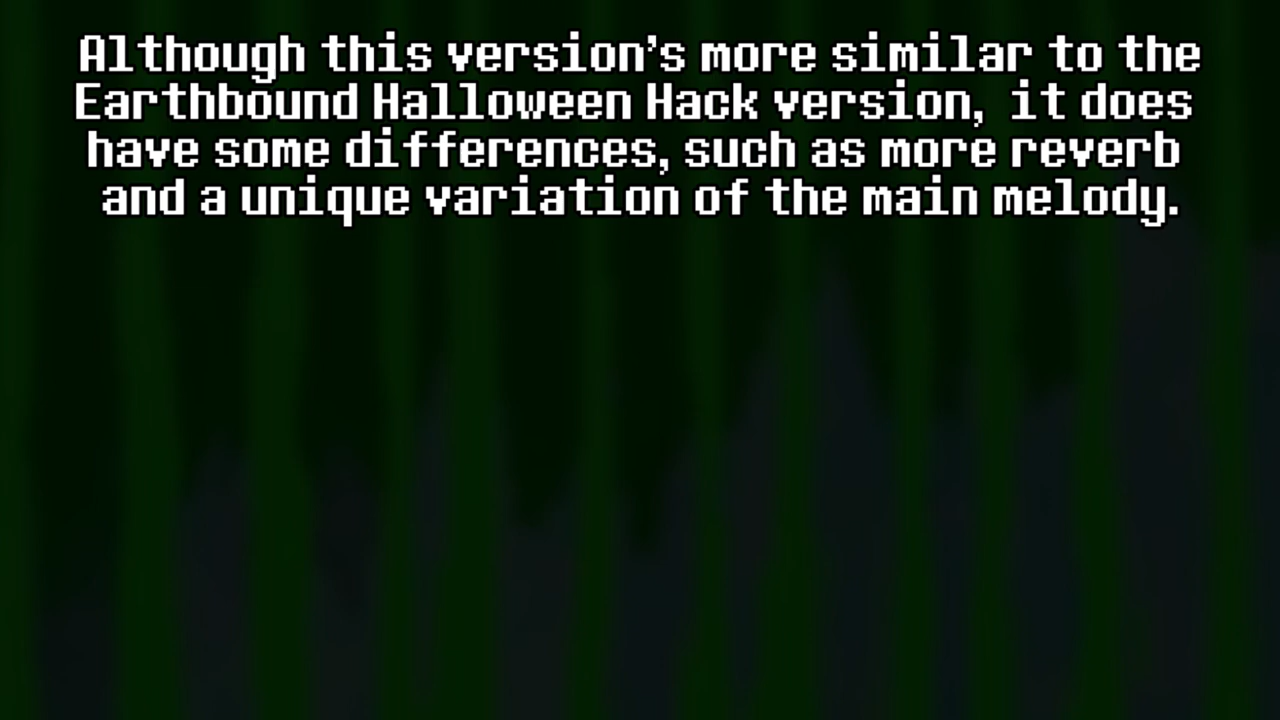 Although this version’s more similar to the
Earthbound Halloween Hack version,  it does
have some differences, such as more reverb
and a unique variation of the main melody.